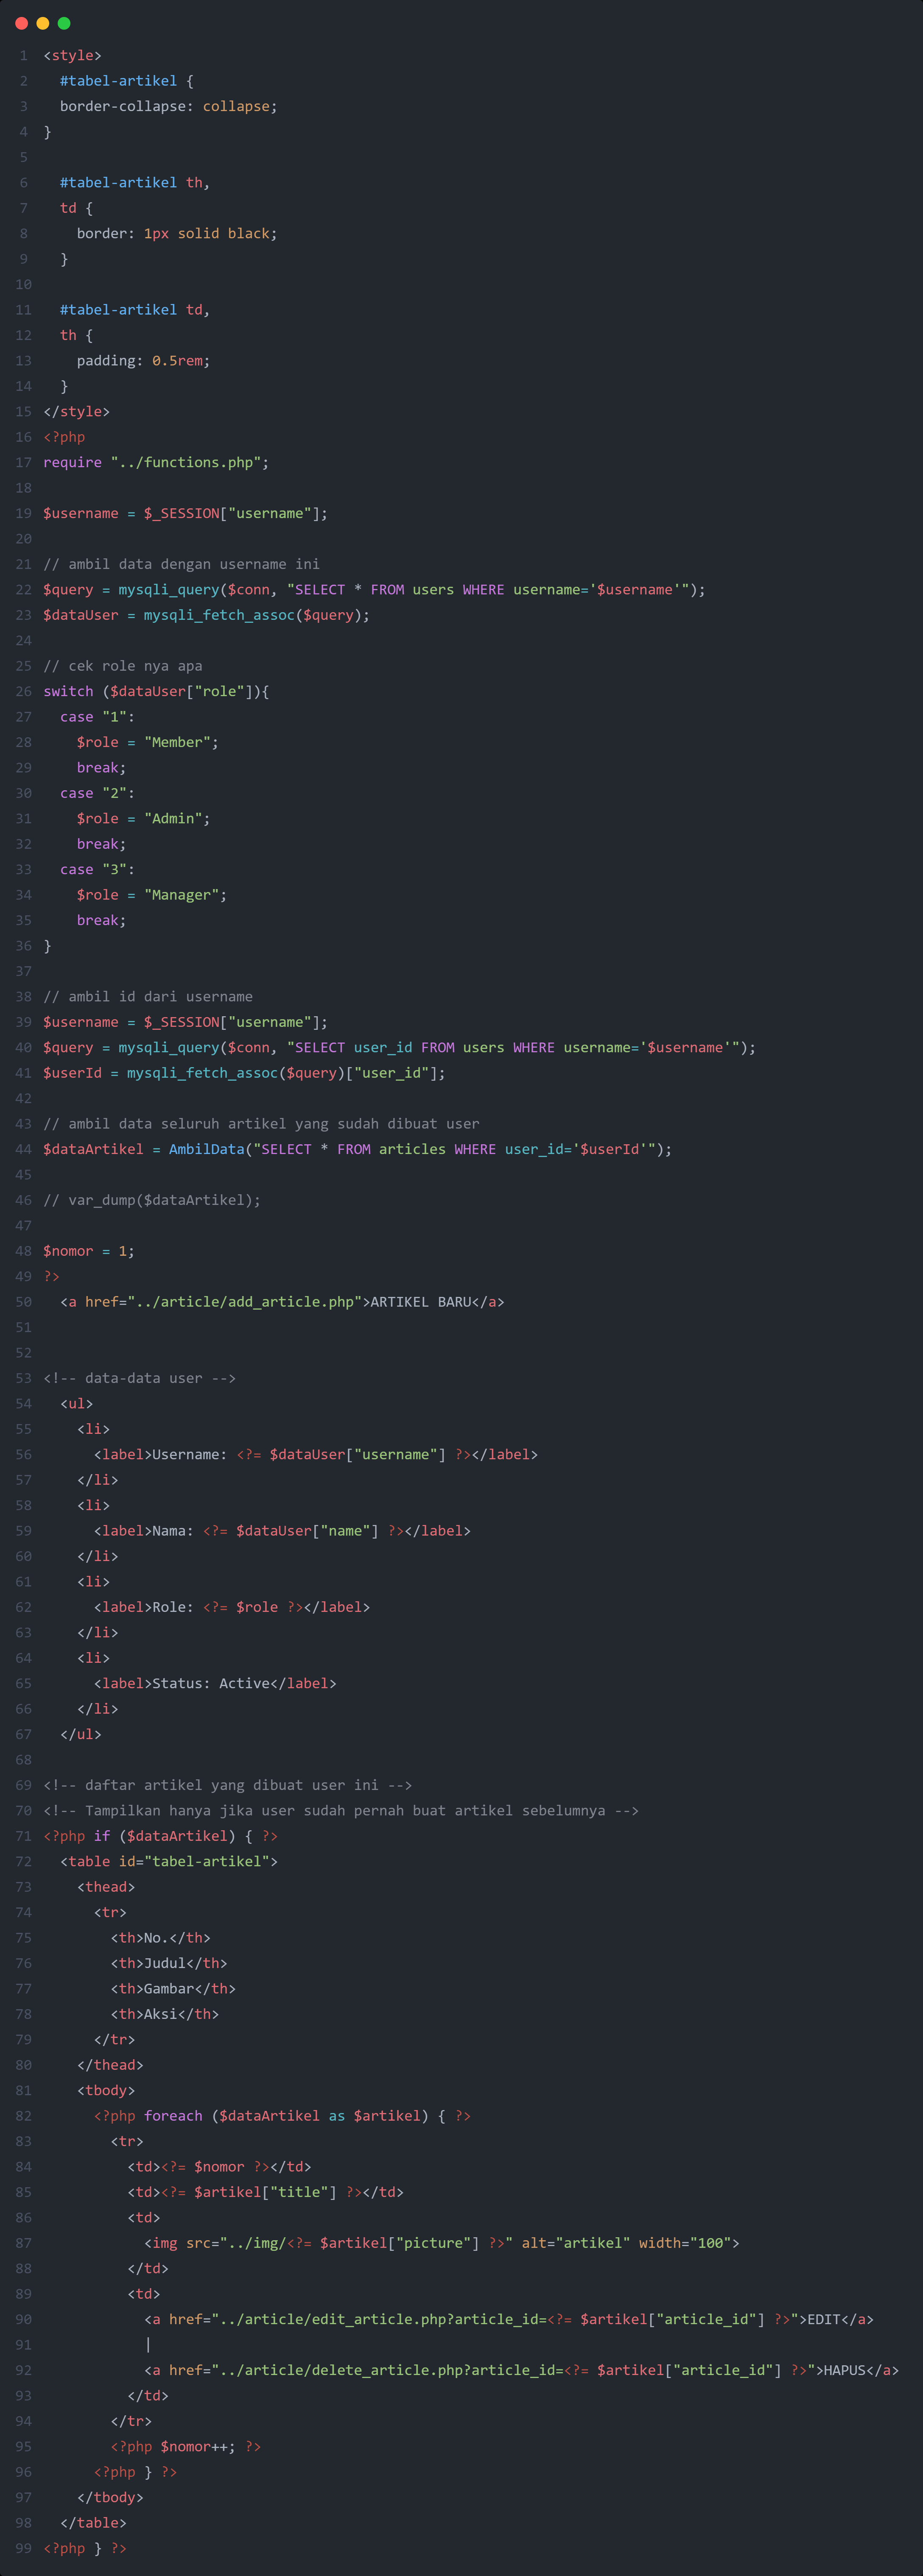 1 <style>
2   #tabel-artikel {
3   border-collapse: collapse;
4 }
5
6   #tabel-artikel th,
7   td {
8     border: 1px solid black;
9   }
10
11   #tabel-artikel td,
12   th {
13     padding: 0.5rem;
14   }
15 </style>
16 <?php
17 require "../functions.php";
18
19 $username = $_SESSION["username"];
20
21 // ambil data dengan username ini
22 $query = mysqli_query($conn, "SELECT * FROM users WHERE username='$username'");
23 $dataUser = mysqli_fetch_assoc($query);
24
25 // cek role nya apa
26 switch ($dataUser["role"]){
27   case "1":
28     $role = "Member";
29     break;
30   case "2":
31     $role = "Admin";
32     break;
33   case "3":
34     $role = "Manager";
35     break;
36 }
37
38 // ambil id dari username
39 $username = $_SESSION["username"];
40 $query = mysqli_query($conn, "SELECT user_id FROM users WHERE username='$username'");
41 $userId = mysqli_fetch_assoc($query)["user_id"];
42
43 // ambil data seluruh artikel yang sudah dibuat user
44 $dataArtikel = AmbilData("SELECT * FROM articles WHERE user_id='$userId'");
45
46 // var_dump($dataArtikel);
47
48 $nomor = 1;
49 ?>
50   <a href="../article/add_article.php">ARTIKEL BARU</a>
51
52
53 <!-- data-data user -->
54   <ul>
55     <li>
56       <label>Username: <?= $dataUser["username"] ?></label>
57     </li>
58     <li>
59       <label>Nama: <?= $dataUser["name"] ?></label>
60     </li>
61     <li>
62       <label>Role: <?= $role ?></label>
63     </li>
64     <li>
65       <label>Status: Active</label>
66     </li>
67   </ul>
68
69 <!-- daftar artikel yang dibuat user ini -->
70 <!-- Tampilkan hanya jika user sudah pernah buat artikel sebelumnya -->
71 <?php if ($dataArtikel) { ?>
72   <table id="tabel-artikel">
73     <thead>
74       <tr>
75         <th>No.</th>
76         <th>Judul</th>
77         <th>Gambar</th>
78         <th>Aksi</th>
79       </tr>
80     </thead>
81     <tbody>
82       <?php foreach ($dataArtikel as $artikel) { ?>
83         <tr>
84           <td><?= $nomor ?></td>
85           <td><?= $artikel["title"] ?></td>
86           <td>
87             <img src="../img/<?= $artikel["picture"] ?>" alt="artikel" width="100">
88           </td>
89           <td>
90             <a href="../article/edit_article.php?article_id=<?= $artikel["article_id"] ?>">EDIT</a>
91             |
92             <a href="../article/delete_article.php?article_id=<?= $artikel["article_id"] ?>">HAPUS</a>
93           </td>
94         </tr>
95         <?php $nomor++; ?>
96       <?php } ?>
97     </tbody>
98   </table>
99 <?php } ?>